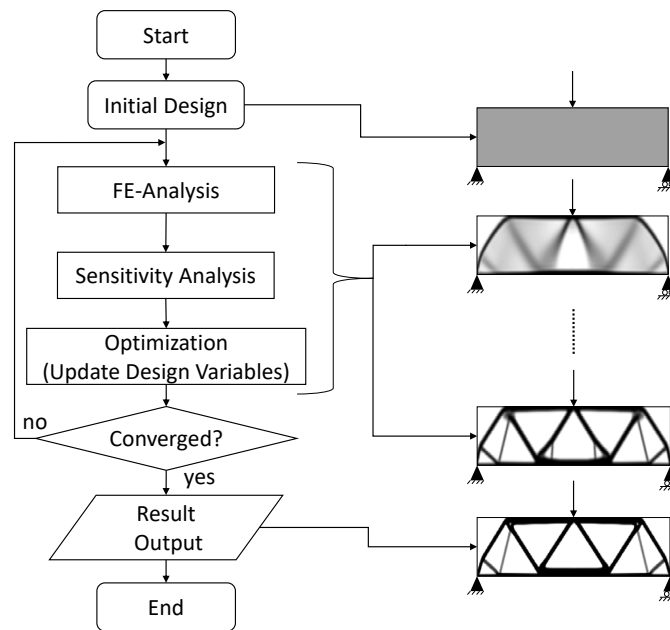 Start
Initial Design
FE-Analysis
Sensitivity Analysis
Optimization
(Update Design Variables)
no
Converged?
yes
Result
Output
End